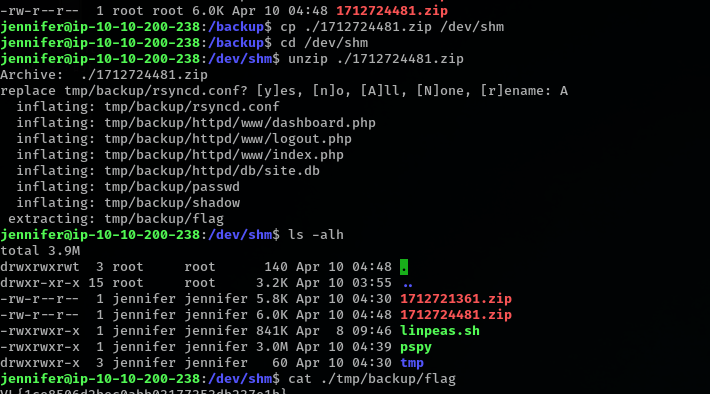 -rw-r--r--  1 root root 6.0K Apr 10 04:48 1712724481.zip
jennifer@ip-10-10-200-238:/backup$ cp ./1712724481.zip /dev/shm
jennifer@ip-10-10-200-238:/backup$ cd /dev/shm
jennifer@ip-10-10-200-238:/dev/shm$ unzip ./1712724481.zip
Archive:  ./1712724481.zip
replace tmp/backup/rsyncd.conf? [y]es, [n]o, [A]ll, [N]one, [r]ename: A
  inflating: tmp/backup/rsyncd.conf
  inflating: tmp/backup/httpd/www/dashboard.php
  inflating: tmp/backup/httpd/www/logout.php
  inflating: tmp/backup/httpd/www/index.php
  inflating: tmp/backup/httpd/db/site.db
  inflating: tmp/backup/passwd
  inflating: tmp/backup/shadow
 extracting: tmp/backup/flag
jennifer@ip-10-10-200-238:/dev/shm$ ls -alh
total 3.9M
drwxrwxrwt  3 root     root      140 Apr 10 04:48 .
drwxr-xr-x 15 root     root     3.2K Apr 10 03:55 ..
-rw-r--r--  1 jennifer jennifer 5.8K Apr 10 04:30 1712721361.zip
-rw-r--r--  1 jennifer jennifer 6.0K Apr 10 04:48 1712724481.zip
-rwxrwxr-x  1 jennifer jennifer 841K Apr  8 09:46 linpeas.sh
-rwxrwxr-x  1 jennifer jennifer 3.0M Apr 10 04:39 pspy
drwxrwxr-x  3 jennifer jennifer   60 Apr 10 04:30 tmp
jennifer@ip-10-10-200-238:/dev/shm$ cat ./tmp/backup/flag